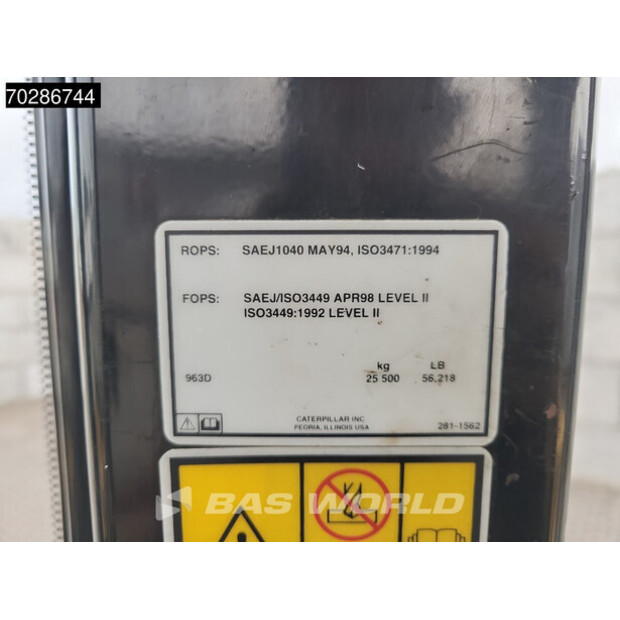 70286744
ROPS: SAEJ1040 MAY94, ISO3471:1994
FOPS: SAEJ/ISO3449 APR98 LEVEL II
ISO3449:1992 LEVEL II
kg LB
963D 25 500 56,218
CATERPILLAR INC
PEORIA, ILLINOIS USA 281-1562
BAS WORLD